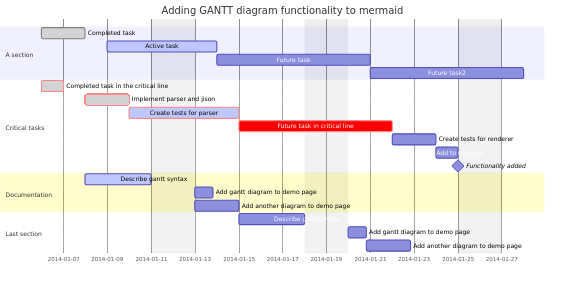 Adding GANTT diagram functionality to mermaid
Completed task
A section
Active task
Future task
Future task2
Completed task in the critical line
Implement parser and jison
Create tests for parser
Critical tasks
Future task in critical line
Create tests for renderer
Add to
Functionality added
Describe gantt syntax
Documentation
Add gantt diagram to demo page
Add another diagram to demo page
Describe
Last section
Add gantt diagram to demo page
Add another diagram to demo page
2014-01-07 2014-01-09 2014-01-11 2014-01-13 2014-01-15 2014-01-17 2014-01-19 2014-01-21 2014-01-23 2014-01-25 2014-01-27